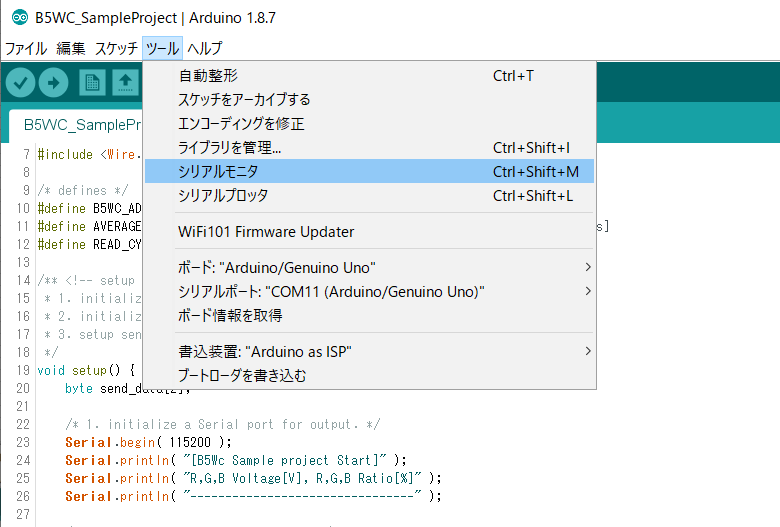 B5WC_SampleProject | Arduino 1.8.7
ファイル 編集 スケッチ ツール ヘルプ
自動整形 Ctrl+T
スケッチをアーカイブする
エンコーディングを修正
ライブラリを管理... Ctrl+Shift+I
シリアルモニタ Ctrl+Shift+M
シリアルプロッタ Ctrl+Shift+L
WiFi101 Firmware Updater
ボード: "Arduino/Genuino Uno"
シリアルポート: "COM11 (Arduino/Genuino Uno)"
ボード情報を取得
書込装置: "Arduino as ISP"
ブートローダを書き込む
B5WC_SamplePr
7 #include <Wire.
8
9 /* defines */
10 #define B5WC_AD
11 #define AVERAGE s]
12 #define READ_CY
13
14 /** <!-- setup
15 * 1. initializ
16 * 2. initializ
17 * 3. setup sen
18 */
19 void setup() {
20 byte send_data[2];
21
22 /* 1. initialize a Serial port for output. */
23 Serial.begin( 115200 );
24 Serial.println( "[B5Wc Sample project Start]" );
25 Serial.println( "R,G,B Voltage[V], R,G,B Ratio[%]" );
26 Serial.println( "--------------------------------" );